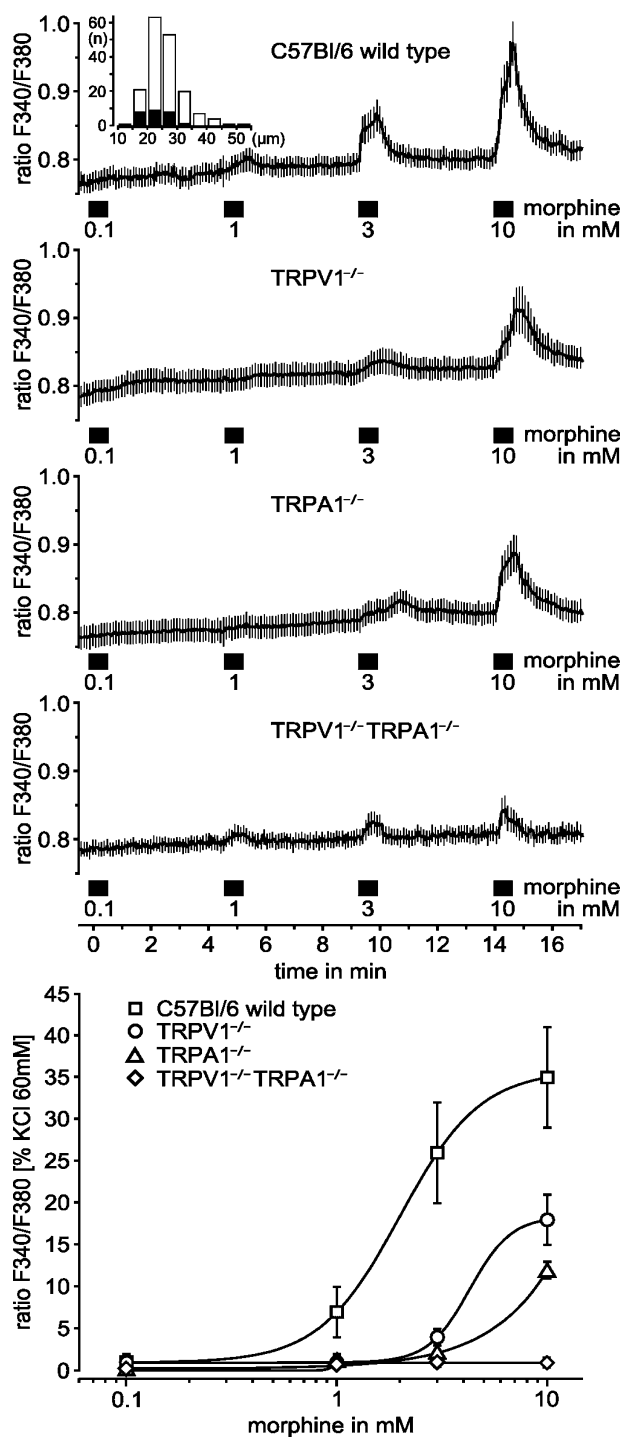 60
(n)
40
20
0
10 20 30 40 50 (µm)
C57Bl/6 wild type
1.0
0.9
0.8
ratio F340/F380
morphine
0.1 1 3 10 in mM
TRPV1⁻/⁻
1.0
0.9
0.8
ratio F340/F380
morphine
0.1 1 3 10 in mM
TRPA1⁻/⁻
1.0
0.9
0.8
ratio F340/F380
morphine
0.1 1 3 10 in mM
TRPV1⁻/⁻TRPA1⁻/⁻
1.0
0.9
0.8
ratio F340/F380
morphine
0.1 1 3 10 in mM
0 2 4 6 8 10 12 14 16
time in min
45
40
35
30
25
20
15
10
5
0
ratio F340/F380 [% KCl 60mM]
C57Bl/6 wild type
TRPV1⁻/⁻
TRPA1⁻/⁻
TRPV1⁻/⁻TRPA1⁻/⁻
0.1 1 10
morphine in mM